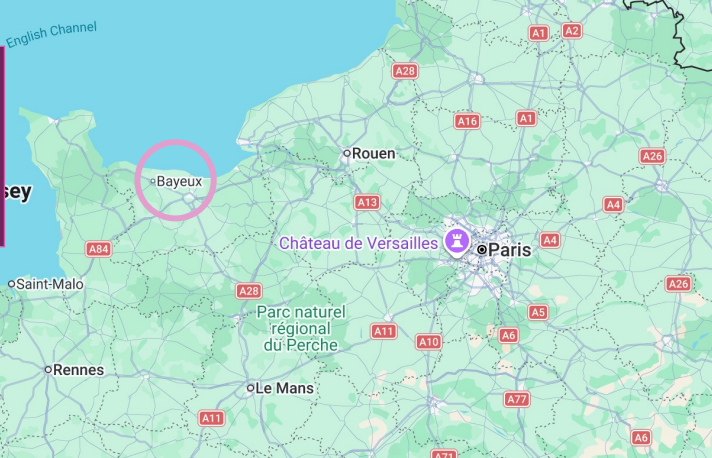 English Channel
A1
A2
A28
A16
A1
Rouen
A26
Bayeux
sey
A13
A4
Château de Versailles
Paris
A4
A84
Saint-Malo
A28
A26
Parc naturel
régional
du Perche
A5
A11
A10
A6
Rennes
Le Mans
A77
A11
A6
A71